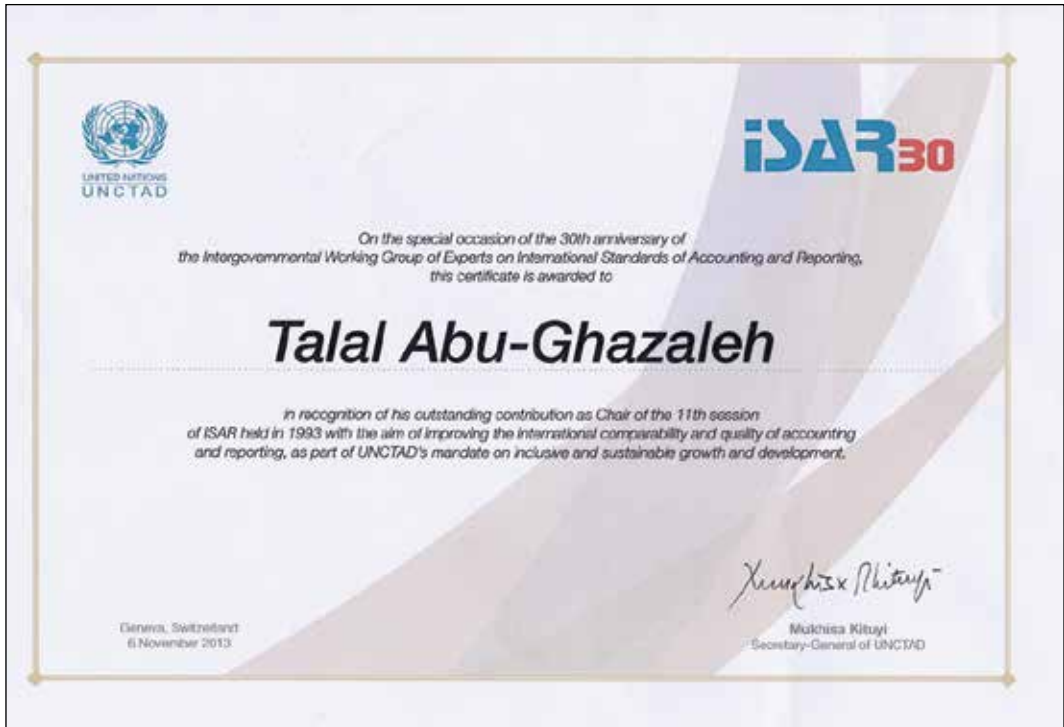 UNITED NATIONS
UNCTAD
iSAR30
On the special occasion of the 30th anniversary of
the Intergovernmental Working Group of Experts on International Standards of Accounting and Reporting,
this certificate is awarded to
Talal Abu-Ghazaleh
in recognition of his outstanding contribution as Chair of the 11th session
of ISAR held in 1993 with the aim of improving the international comparability and quality of accounting
and reporting, as part of UNCTAD's mandate on inclusive and sustainable growth and development.
Geneva, Switzerland
6 November 2013
Mukhisa Kituyi
Secretary-General of UNCTAD